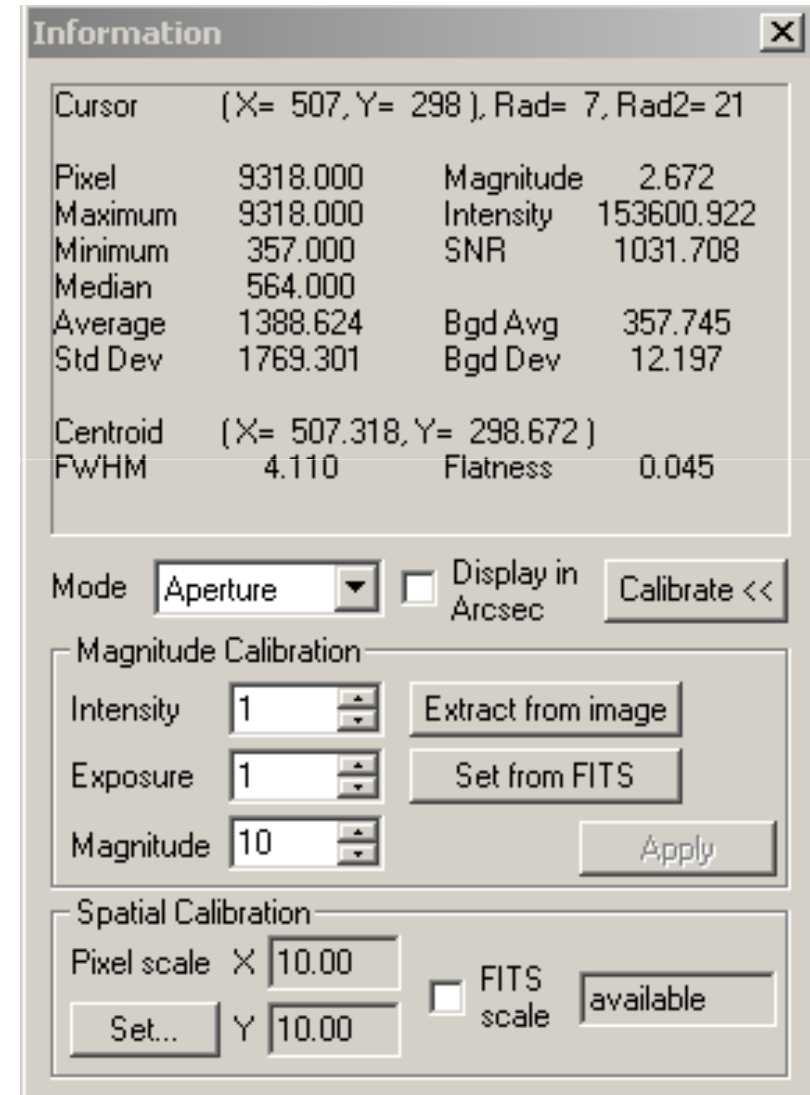 Information
Cursor (X= 507, Y= 298 ), Rad= 7, Rad2= 21
Pixel 9318.000 Magnitude 2.672
Maximum 9318.000 Intensity 153600.922
Minimum 357.000 SNR 1031.708
Median 564.000
Average 1388.624 Bgd Avg 357.745
Std Dev 1769.301 Bgd Dev 12.197
Centroid (X= 507.318, Y= 298.672 )
FWHM 4.110 Flatness 0.045
Mode Aperture Display in Arcsec Calibrate <<
Magnitude Calibration
Intensity 1 Extract from image
Exposure 1 Set from FITS
Magnitude 10 Apply
Spatial Calibration
Pixel scale X 10.00 FITS scale available
Set... Y 10.00